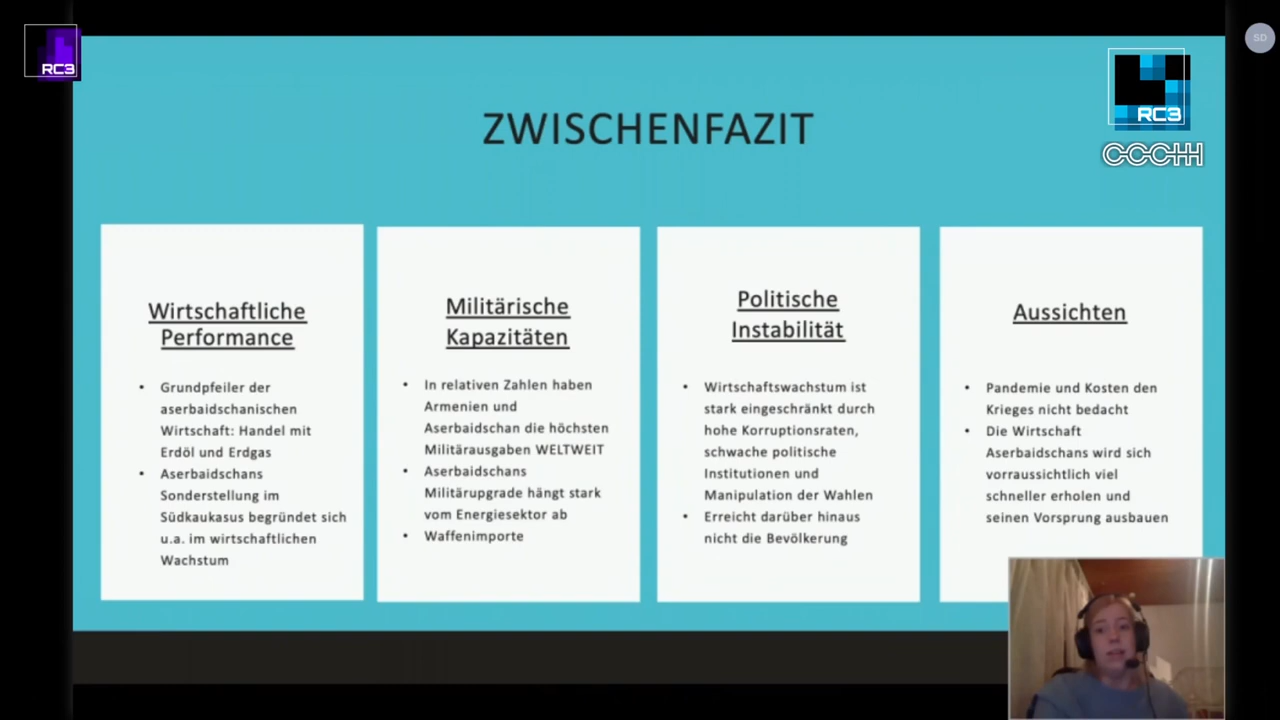 RC3
SD
RC3
CCCHH
ZWISCHENFAZIT
Wirtschaftliche
Performance
• Grundpfeiler der
aserbaidschanischen
Wirtschaft: Handel mit
Erdöl und Erdgas
• Aserbaidschans
Sonderstellung im
Südkaukasus begründet sich
u.a. im wirtschaftlichen
Wachstum
Militärische
Kapazitäten
• In relativen Zahlen haben
Armenien und
Aserbaidschan die höchsten
Militärausgaben WELTWEIT
• Aserbaidschans
Militärupgrade hängt stark
vom Energiesektor ab
• Waffenimporte
Politische
Instabilität
• Wirtschaftswachstum ist
stark eingeschränkt durch
hohe Korruptionsraten,
schwache politische
Institutionen und
Manipulation der Wahlen
• Erreicht darüber hinaus
nicht die Bevölkerung
Aussichten
• Pandemie und Kosten den
Krieges nicht bedacht
• Die Wirtschaft
Aserbaidschans wird sich
vorraussichtlich viel
schneller erholen und
seinen Vorsprung ausbauen